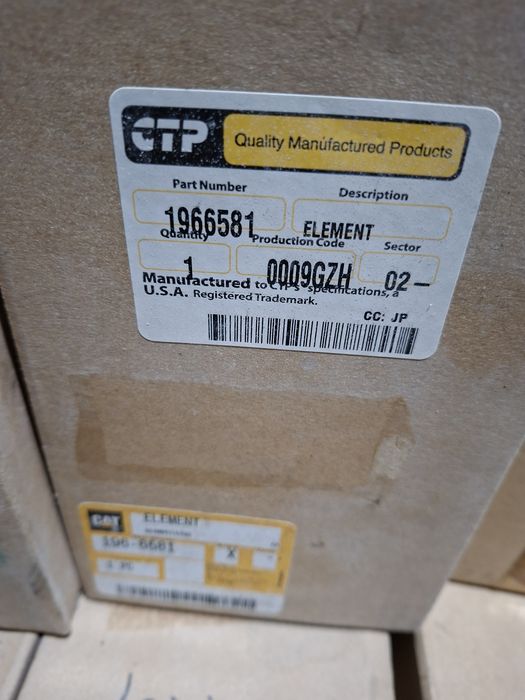 CTP Quality Manufactured Products
Part Number Description
1966581 ELEMENT
Quantity Production Code Sector
1 0009GZH 02-
Manufactured to CTP's specifications, a
U.S.A. Registered Trademark.
CC: JP
CAT ELEMENT
196-6581
X